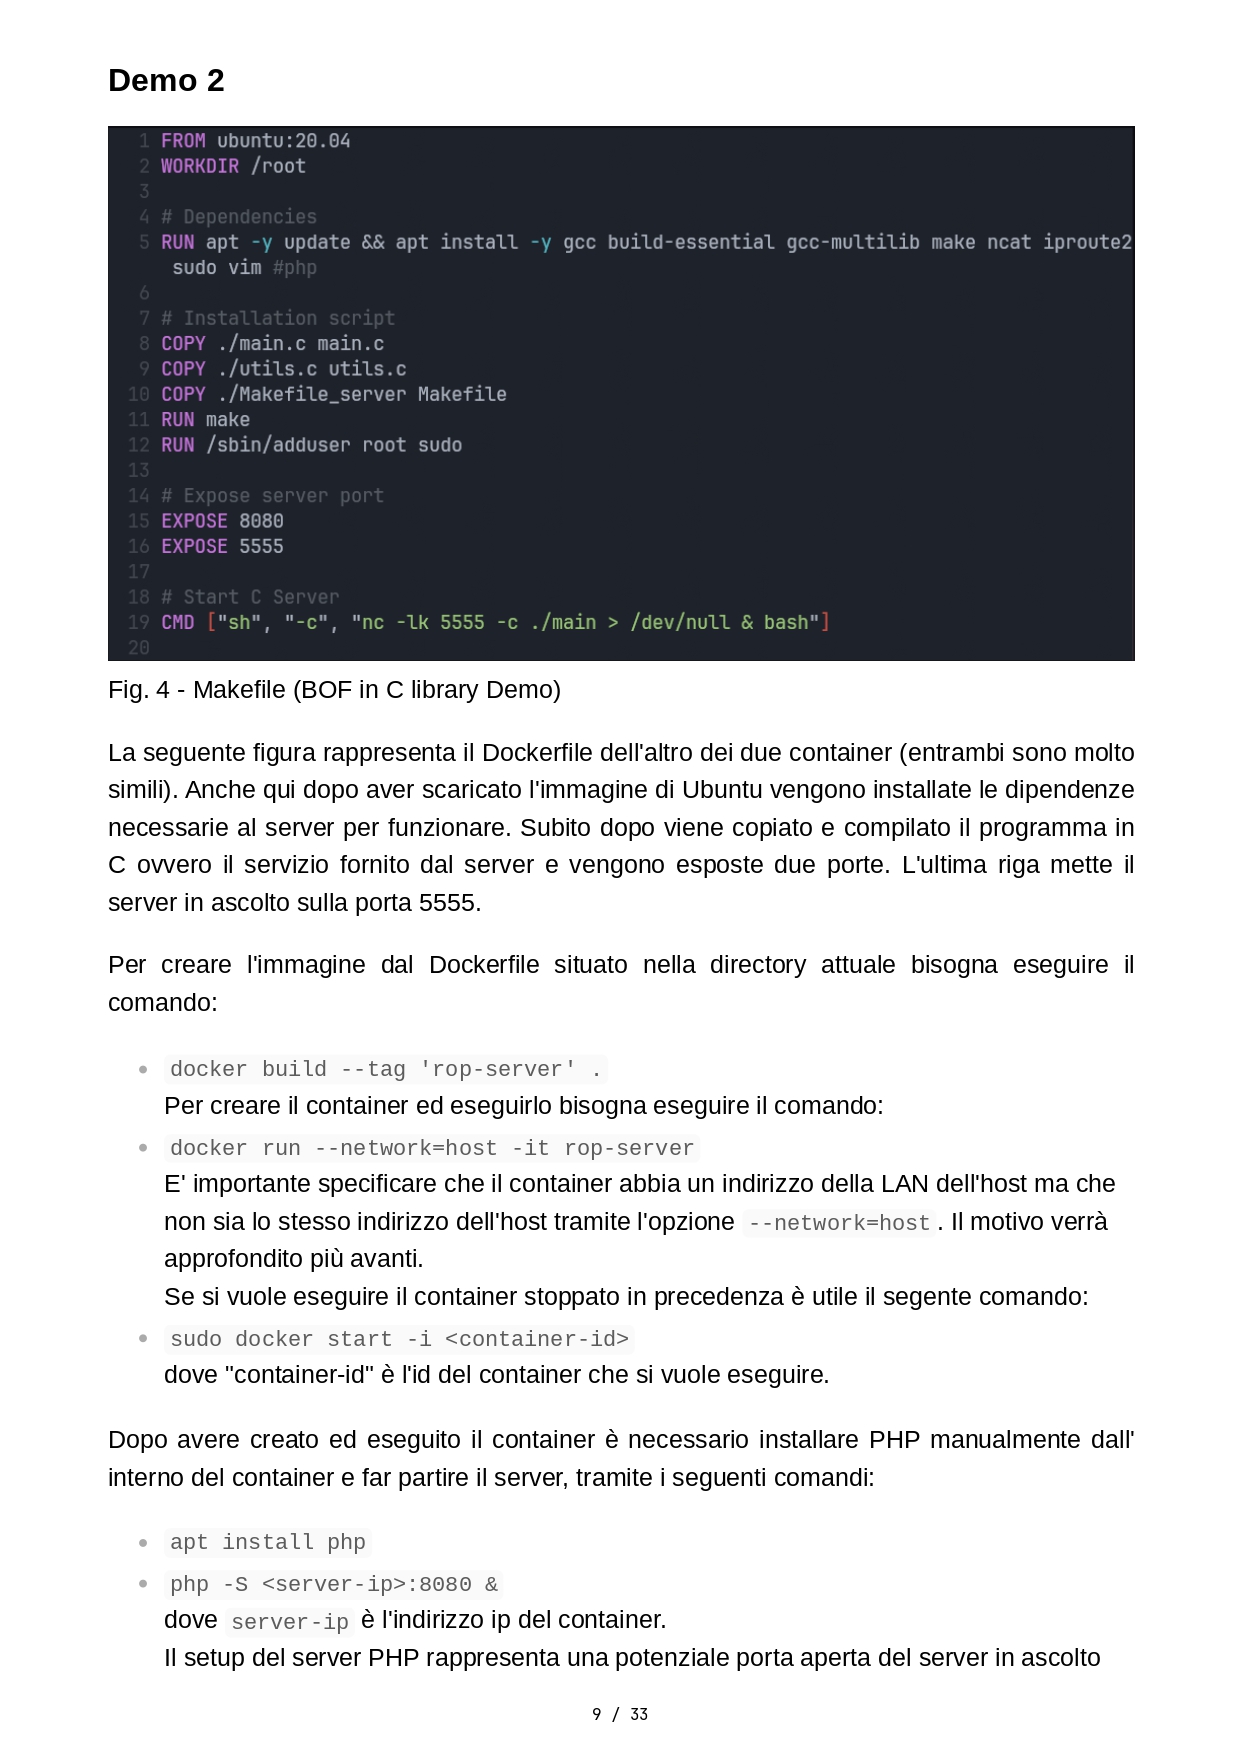 Demo 2
1 FROM ubuntu:20.04
2 WORKDIR /root
3
4 # Dependencies
5 RUN apt -y update && apt install -y gcc build-essential gcc-multilib make ncat iproute2
sudo vim #php
6
7 # Installation script
8 COPY ./main.c main.c
9 COPY ./utils.c utils.c
10 COPY ./Makefile_server Makefile
11 RUN make
12 RUN /sbin/adduser root sudo
13
14 # Expose server port
15 EXPOSE 8080
16 EXPOSE 5555
17
18 # Start C Server
19 CMD ["sh", "-c", "nc -lk 5555 -c ./main > /dev/null & bash"]
20
Fig. 4 - Makefile (BOF in C library Demo)
La seguente figura rappresenta il Dockerfile dell'altro dei due container (entrambi sono molto
simili). Anche qui dopo aver scaricato l'immagine di Ubuntu vengono installate le dipendenze
necessarie al server per funzionare. Subito dopo viene copiato e compilato il programma in
C ovvero il servizio fornito dal server e vengono esposte due porte. L'ultima riga mette il
server in ascolto sulla porta 5555.
Per creare l'immagine dal Dockerfile situato nella directory attuale bisogna eseguire il
comando:
• docker build --tag 'rop-server' .
Per creare il container ed eseguirlo bisogna eseguire il comando:
• docker run --network=host -it rop-server
E' importante specificare che il container abbia un indirizzo della LAN dell'host ma che
non sia lo stesso indirizzo dell'host tramite l'opzione --network=host. Il motivo verrà
approfondito più avanti.
Se si vuole eseguire il container stoppato in precedenza è utile il segente comando:
• sudo docker start -i <container-id>
dove "container-id" è l'id del container che si vuole eseguire.
Dopo avere creato ed eseguito il container è necessario installare PHP manualmente dall'
interno del container e far partire il server, tramite i seguenti comandi:
• apt install php
• php -S <server-ip>:8080 &
dove server-ip è l'indirizzo ip del container.
Il setup del server PHP rappresenta una potenziale porta aperta del server in ascolto
9 / 33